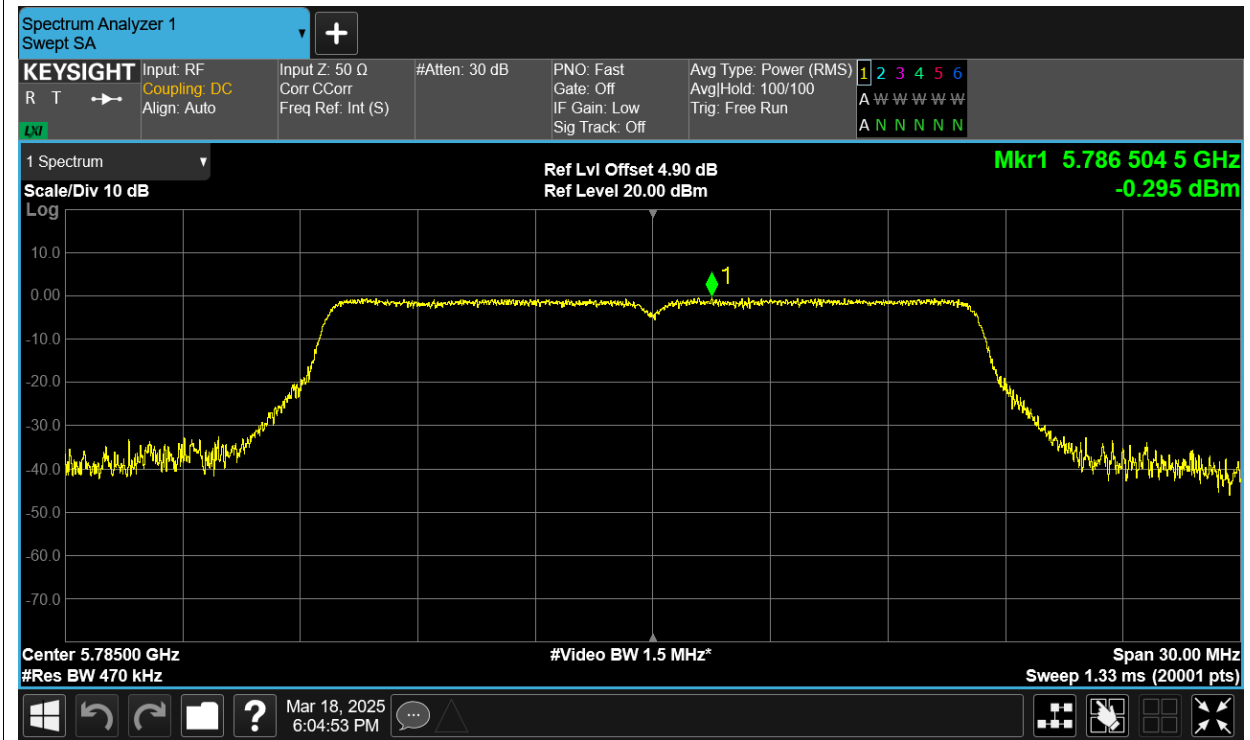 Spectrum Analyzer 1
Swept SA
KEYSIGHT
R T
LXI
Input: RF
Coupling: DC
Align: Auto
Input Z: 50 Ω
Corr CCorr
Freq Ref: Int (S)
#Atten: 30 dB
PNO: Fast
Gate: Off
IF Gain: Low
Sig Track: Off
Avg Type: Power (RMS)
Avg|Hold: 100/100
Trig: Free Run
1 2 3 4 5 6
A W W W W W
A N N N N N
1 Spectrum
Scale/Div 10 dB
Log
Ref Lvl Offset 4.90 dB
Ref Level 20.00 dBm
Mkr1 5.786 504 5 GHz
-0.295 dBm
10.0
0.00
-10.0
-20.0
-30.0
-40.0
-50.0
-60.0
-70.0
1
Center 5.78500 GHz
#Res BW 470 kHz
#Video BW 1.5 MHz*
Span 30.00 MHz
Sweep 1.33 ms (20001 pts)
?
Mar 18, 2025
6:04:53 PM